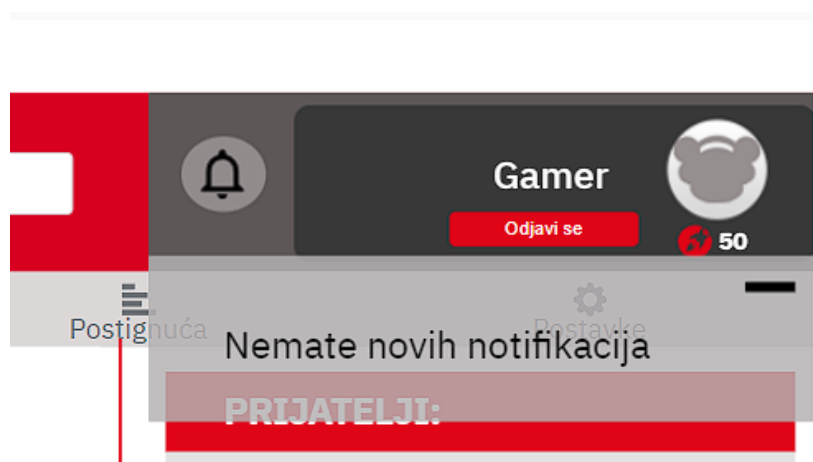 Gamer
Odjavi se
50
Postignuća
Postavke
Nemate novih notifikacija
PRIJATELJI: